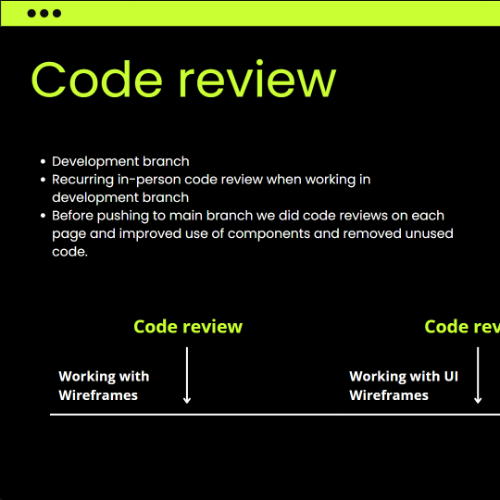 Code review
• Development branch
• Recurring in-person code review when working in
development branch
• Before pushing to main branch we did code reviews on each
page and improved use of components and removed unused
code.
Code review
Code rev
Working with
Wireframes
Working with UI
Wireframes